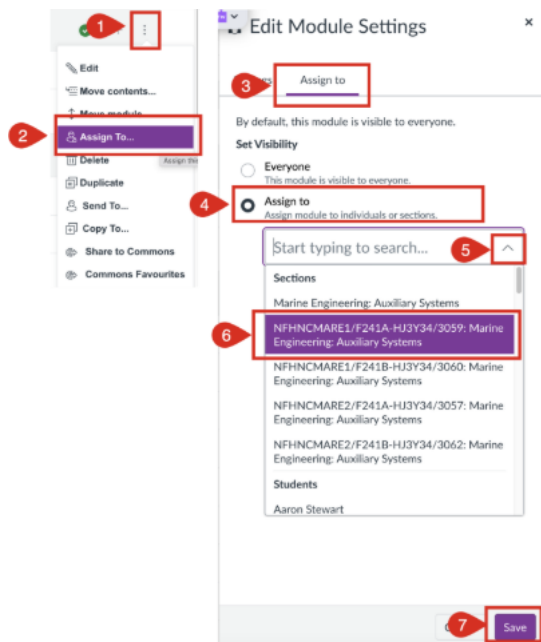 1
Edit
Move contents...
Move module
2
Assign To...
Delete
Assign this
Duplicate
Send To...
Copy To...
Share to Commons
Commons Favourites
Edit Module Settings
×
3
Assign to
By default, this module is visible to everyone.
Set Visibility
Everyone
This module is visible to everyone.
4
Assign to
Assign module to individuals or sections.
Start typing to search...
5
Sections
Marine Engineering: Auxiliary Systems
6
NFHNCMARE1/F241A-HJ3Y34/3059: Marine
Engineering: Auxiliary Systems
NFHNCMARE1/F241B-HJ3Y34/3060: Marine
Engineering: Auxiliary Systems
NFHNCMARE2/F241A-HJ3Y34/3057: Marine
Engineering: Auxiliary Systems
NFHNCMARE2/F241B-HJ3Y34/3062: Marine
Engineering: Auxiliary Systems
Students
Aaron Stewart
7
Save